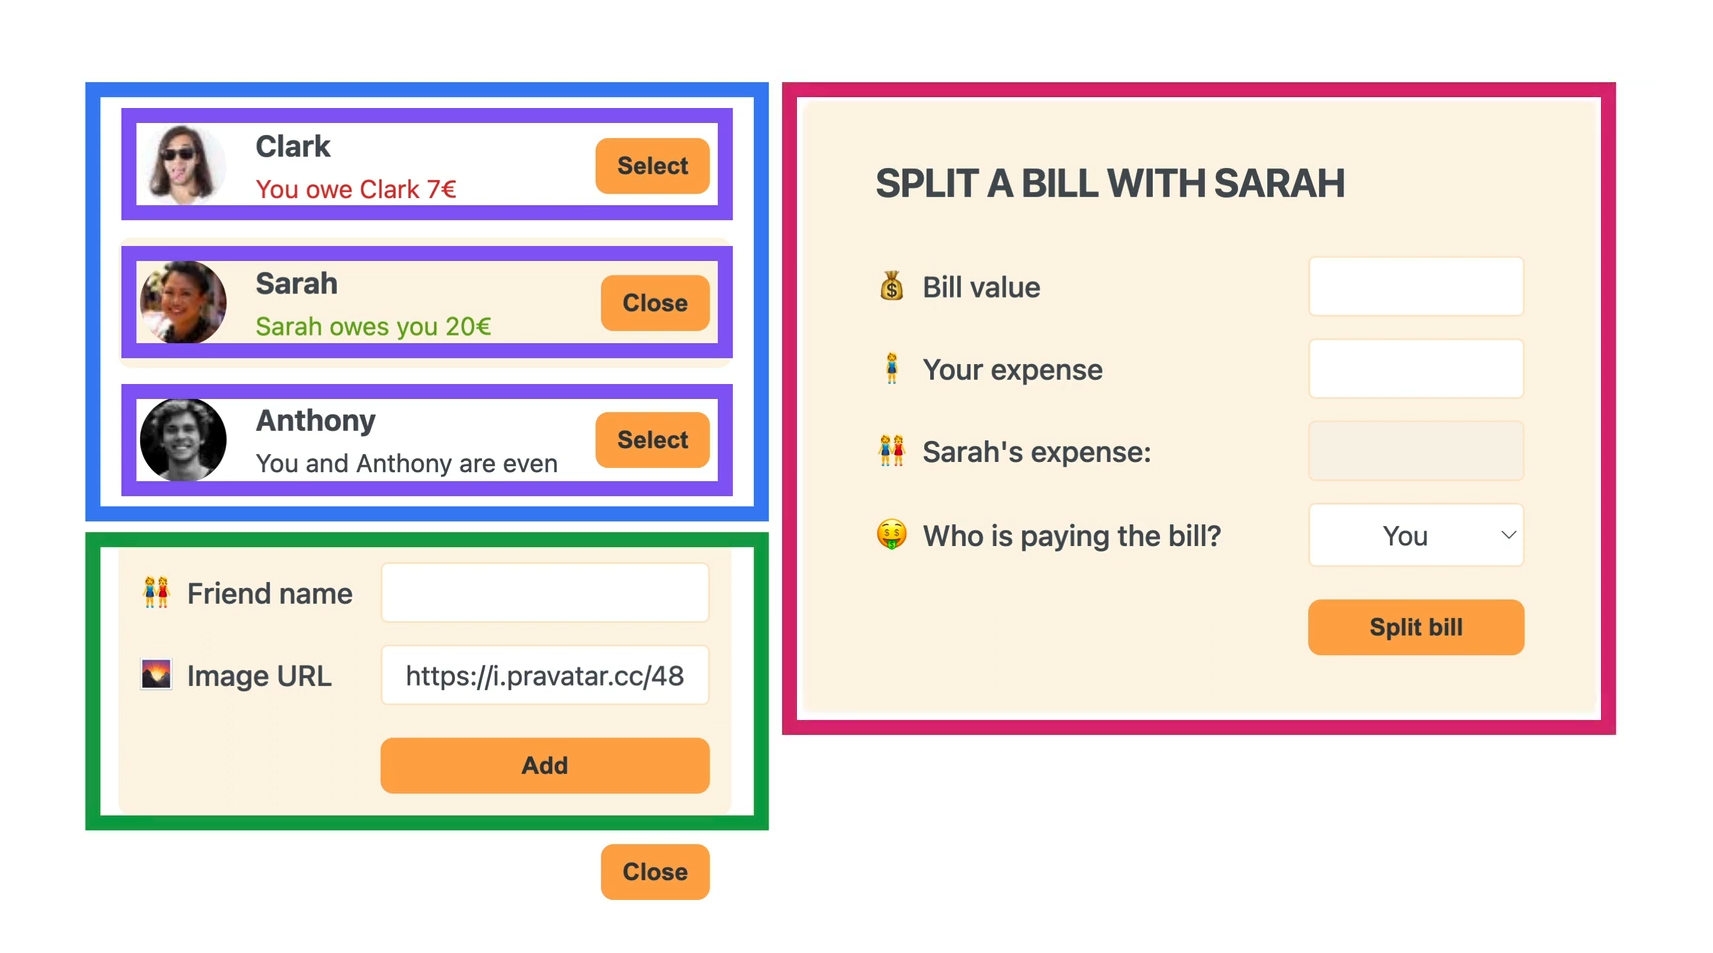 Clark
You owe Clark 7€
Select
Sarah
Sarah owes you 20€
Close
Anthony
You and Anthony are even
Select
Friend name
Image URL
https://i.pravatar.cc/48
Add
Close
SPLIT A BILL WITH SARAH
Bill value
Your expense
Sarah's expense:
Who is paying the bill?
You
Split bill